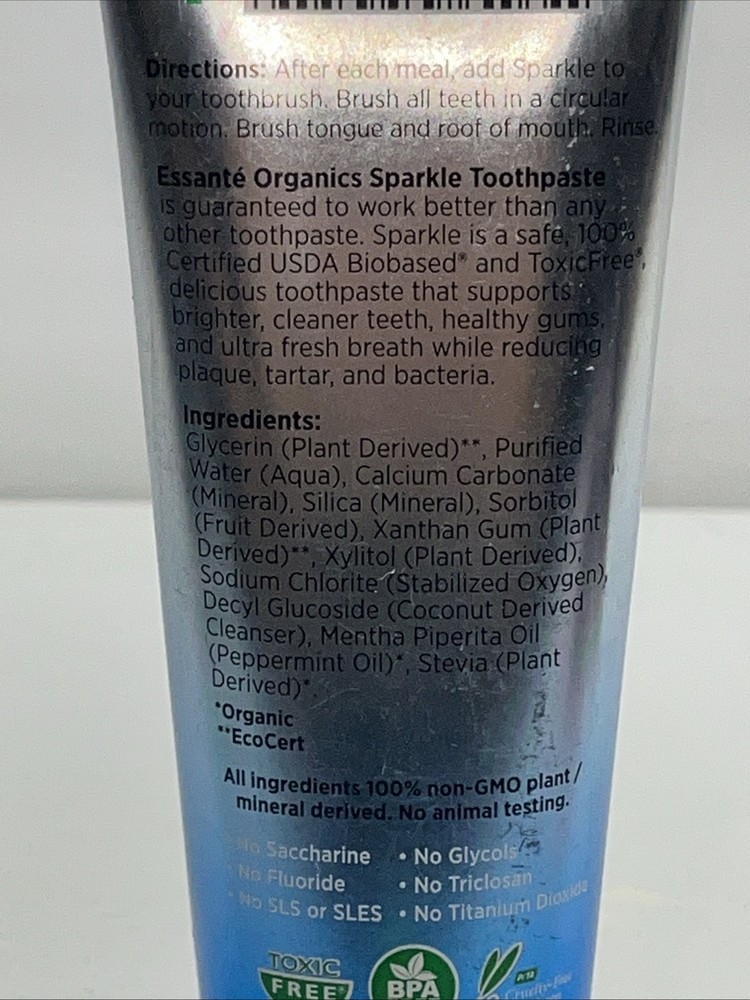 Directions: After each meal, add Sparkle to
your toothbrush. Brush all teeth in a circular
motion. Brush tongue and roof of mouth. Rinse.
Essanté Organics Sparkle Toothpaste
is guaranteed to work better than any
other toothpaste. Sparkle is a safe, 100%
Certified USDA Biobased® and ToxicFree®,
delicious toothpaste that supports
brighter, cleaner teeth, healthy gums,
and ultra fresh breath while reducing
plaque, tartar, and bacteria.
Ingredients:
Glycerin (Plant Derived)**, Purified
Water (Aqua), Calcium Carbonate
(Mineral), Silica (Mineral), Sorbitol
(Fruit Derived), Xanthan Gum (Plant
Derived)**, Xylitol (Plant Derived),
Sodium Chlorite (Stabilized Oxygen),
Decyl Glucoside (Coconut Derived
Cleanser), Mentha Piperita Oil
(Peppermint Oil)*, Stevia (Plant
Derived)*.
*Organic
**EcoCert
All ingredients 100% non-GMO plant/
mineral derived. No animal testing.
No Saccharine • No Glycols
• No Fluoride • No Triclosan
• No SLS or SLES • No Titanium Dioxide
TOXIC
FREE®
BPA
PETA
Cruelty-Free